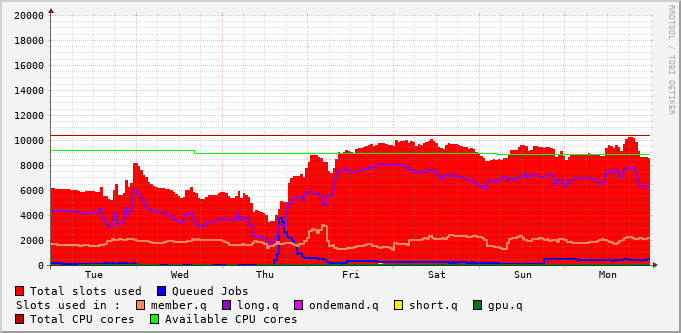 RRDTOOL / TOBI OETIKER
20000
18000
16000
14000
12000
10000
8000
6000
4000
2000
0
Tue Wed Thu Fri Sat Sun Mon
Total slots used Queued Jobs
Slots used in : member.q long.q ondemand.q short.q gpu.q
Total CPU cores Available CPU cores